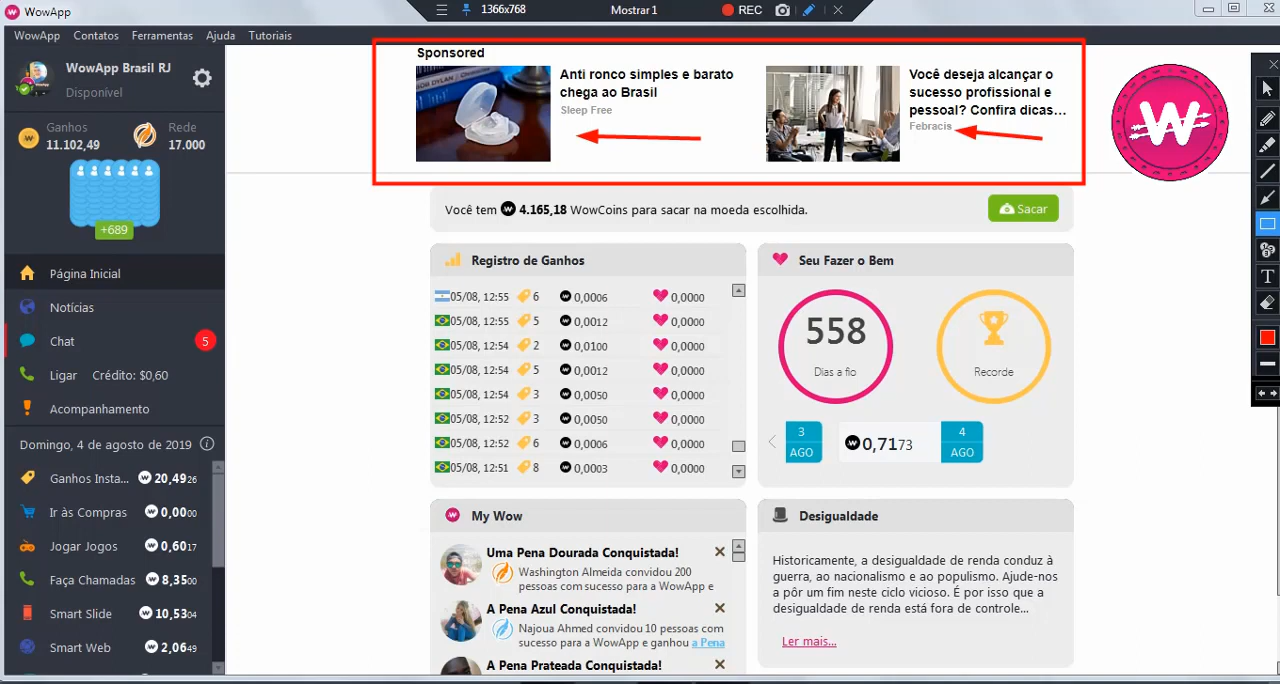 WowApp
1366x768
Mostrar 1
REC
WowApp Contatos Ferramentas Ajuda Tutoriais
WowApp Brasil RJ
Disponível
Ganhos
11.102,49
Rede
17.000
+689
Página Inicial
Notícias
Chat 5
Ligar Crédito: $0,60
Acompanhamento
Domingo, 4 de agosto de 2019
Ganhos Insta... 20,4926
Ir às Compras 0,0000
Jogar Jogos 0,6017
Faça Chamadas 8,3500
Smart Slide 10,5304
Smart Web 2,0649
Sponsored
Anti ronco simples e barato
chega ao Brasil
Sleep Free
Você deseja alcançar o
sucesso profissional e
pessoal? Confira dicas...
Febracis
Você tem 4.165,18 WowCoins para sacar na moeda escolhida.
Sacar
Registro de Ganhos
05/08, 12:55 6 0,0006 0,0000
05/08, 12:55 5 0,0012 0,0000
05/08, 12:54 2 0,0100 0,0000
05/08, 12:54 5 0,0012 0,0000
05/08, 12:54 3 0,0050 0,0000
05/08, 12:52 3 0,0050 0,0000
05/08, 12:52 6 0,0006 0,0000
05/08, 12:51 8 0,0003 0,0000
Seu Fazer o Bem
558
Dias a fio
Recorde
3
AGO
0,7173
4
AGO
My Wow
Uma Pena Dourada Conquistada!
Washington Almeida convidou 200
pessoas com sucesso para a WowApp e
A Pena Azul Conquistada!
Najoua Ahmed convidou 10 pessoas com
sucesso para a WowApp e ganhou a Pena
A Pena Prateada Conquistada!
Desigualdade
Historicamente, a desigualdade de renda conduz à
guerra, ao nacionalismo e ao populismo. Ajude-nos
a pôr um fim neste ciclo vicioso. É por isso que a
desigualdade de renda está fora de controle...
Ler mais...